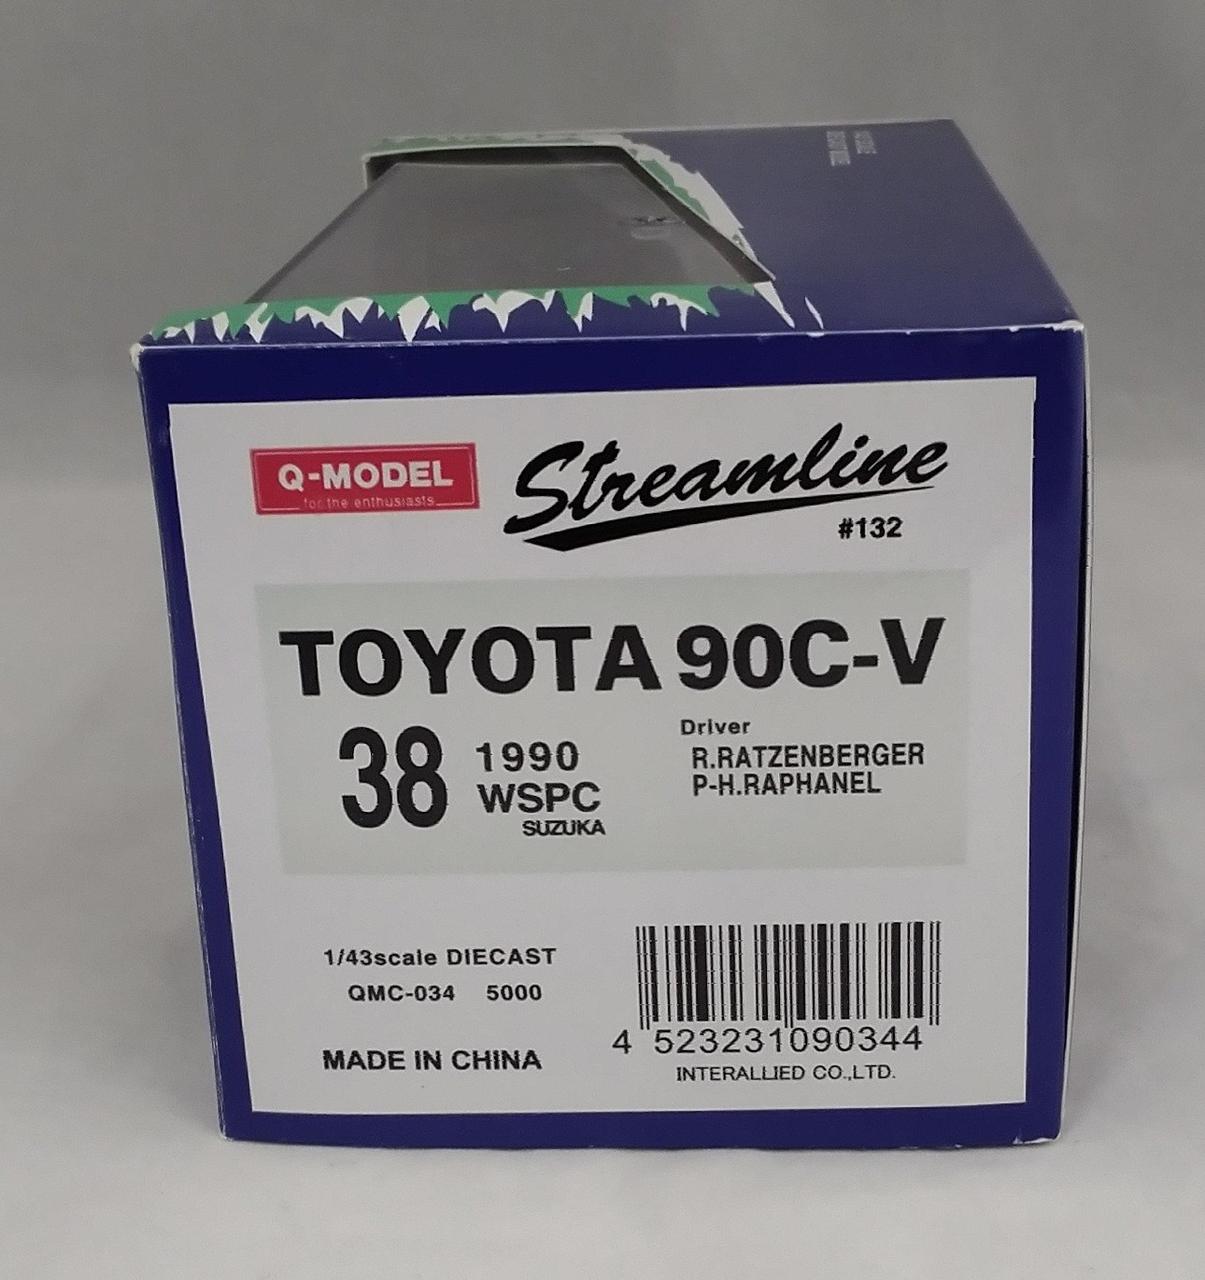 Q-MODEL
for the enthusiasts
Streamline
#132
TOYOTA 90C-V
38
1990
WSPC
SUZUKA
Driver
R.RATZENBERGER
P-H.RAPHANEL
1/43scale DIECAST
QMC-034 5000
MADE IN CHINA
4 523231 090344
INTERALLIED CO.,LTD.